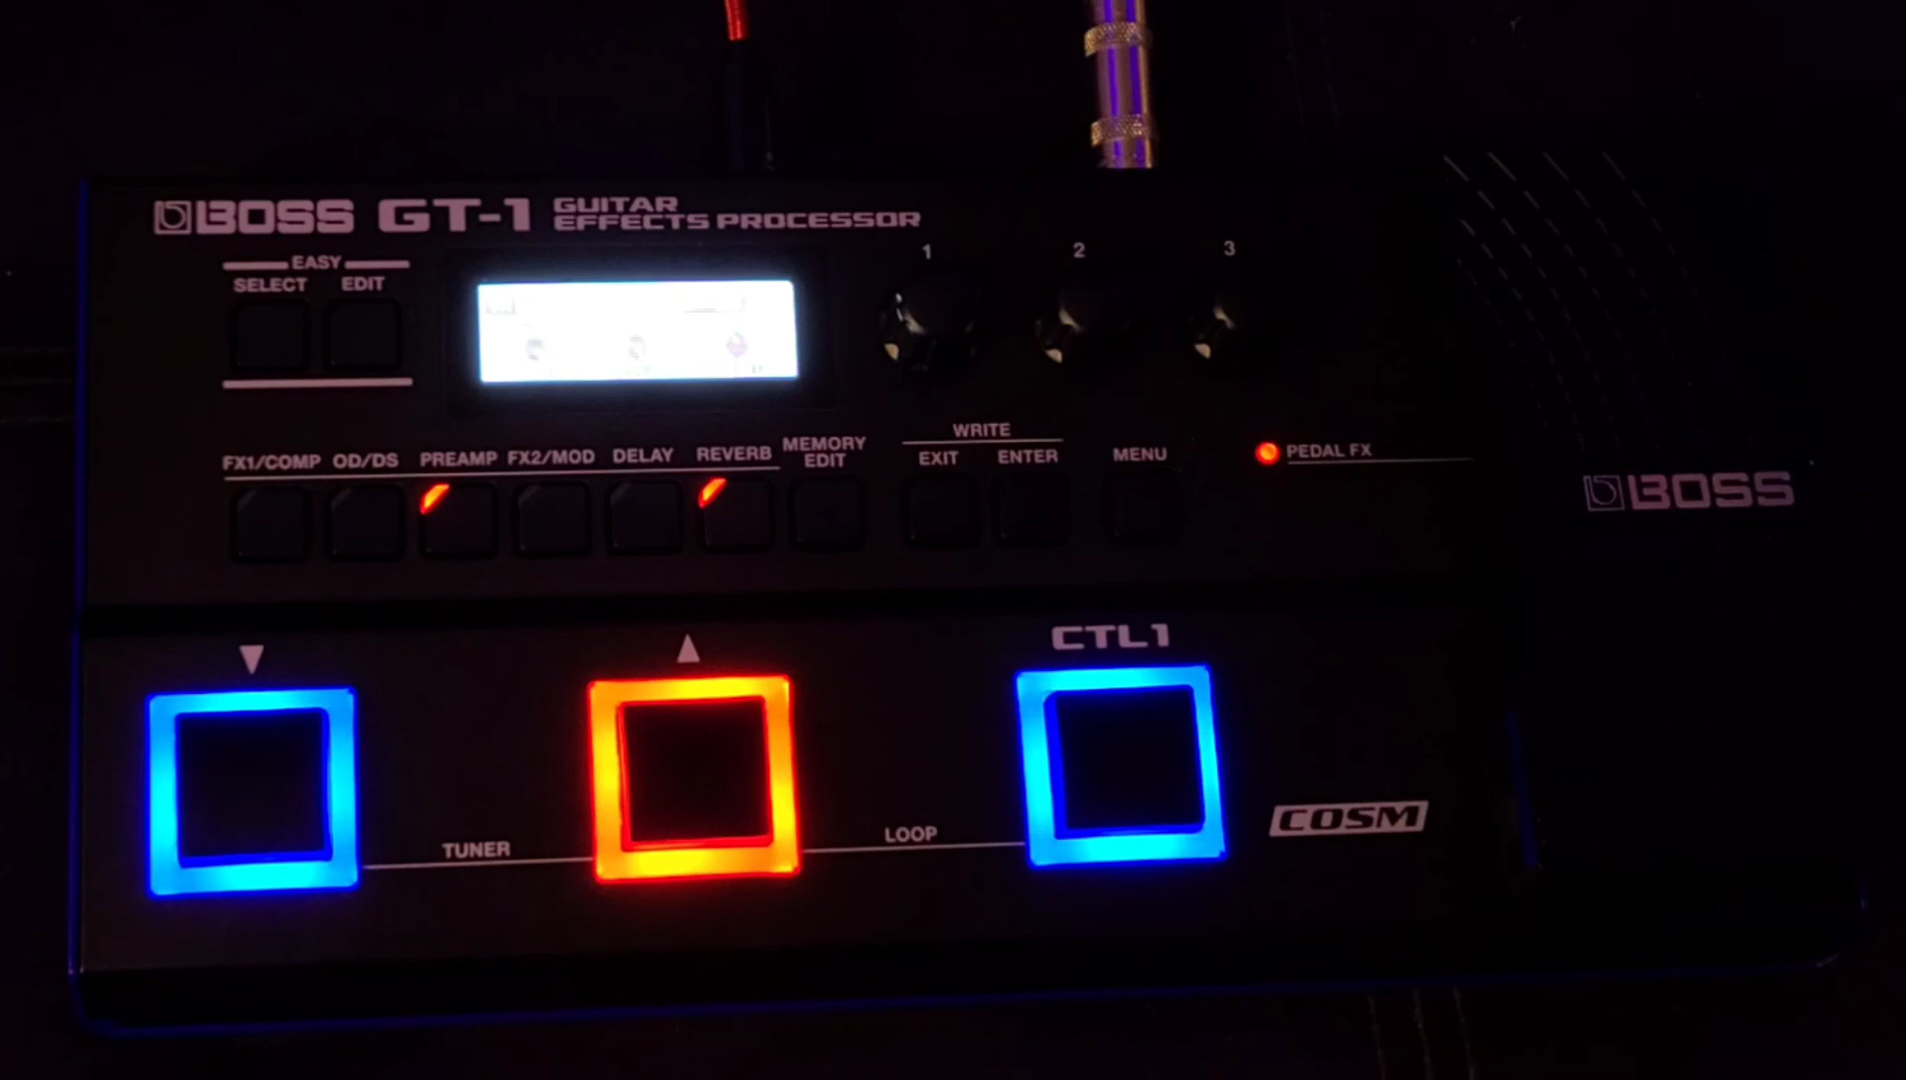 BOSS GT-1 GUITAR
EFFECTS PROCESSOR
EASY
SELECT EDIT
1 2 3
FX1/COMP OD/DS PREAMP FX2/MOD DELAY REVERB MEMORY
EDIT
WRITE
EXIT ENTER
MENU
PEDAL FX
BOSS
CTL1
TUNER
LOOP
COSM